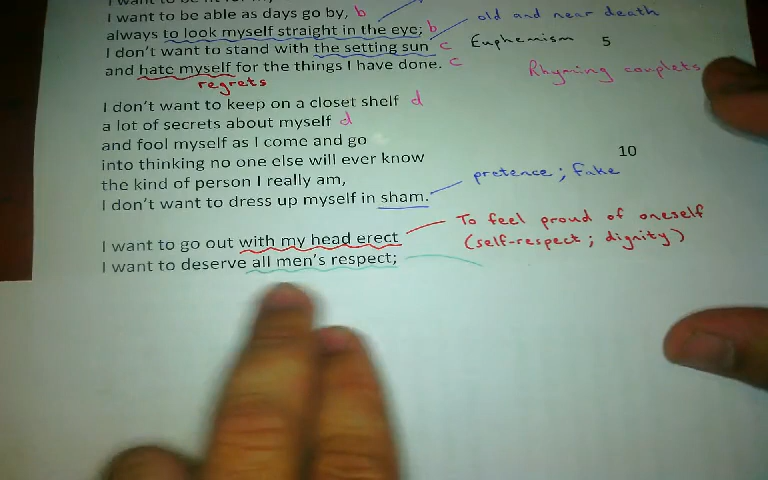 I want to be able as days go by, b
old and near death
always to look myself straight in the eye; b
I don't want to stand with the setting sun c
Euphemism 5
and hate myself for the things I have done. c
Rhyming couplets
regrets
I don't want to keep on a closet shelf d
a lot of secrets about myself d
and fool myself as I come and go
into thinking no one else will ever know
10
the kind of person I really am,
pretence; fake
I don't want to dress up myself in sham.
To feel proud of oneself
I want to go out with my head erect
(self-respect; dignity)
I want to deserve all men's respect;